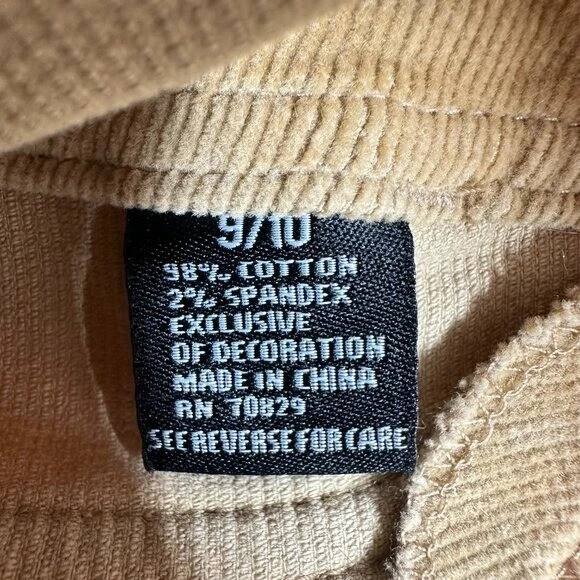 9/10
98% COTTON
2% SPANDEX
EXCLUSIVE
OF DECORATION
MADE IN CHINA
RN 70829
SEE REVERSE FOR CARE